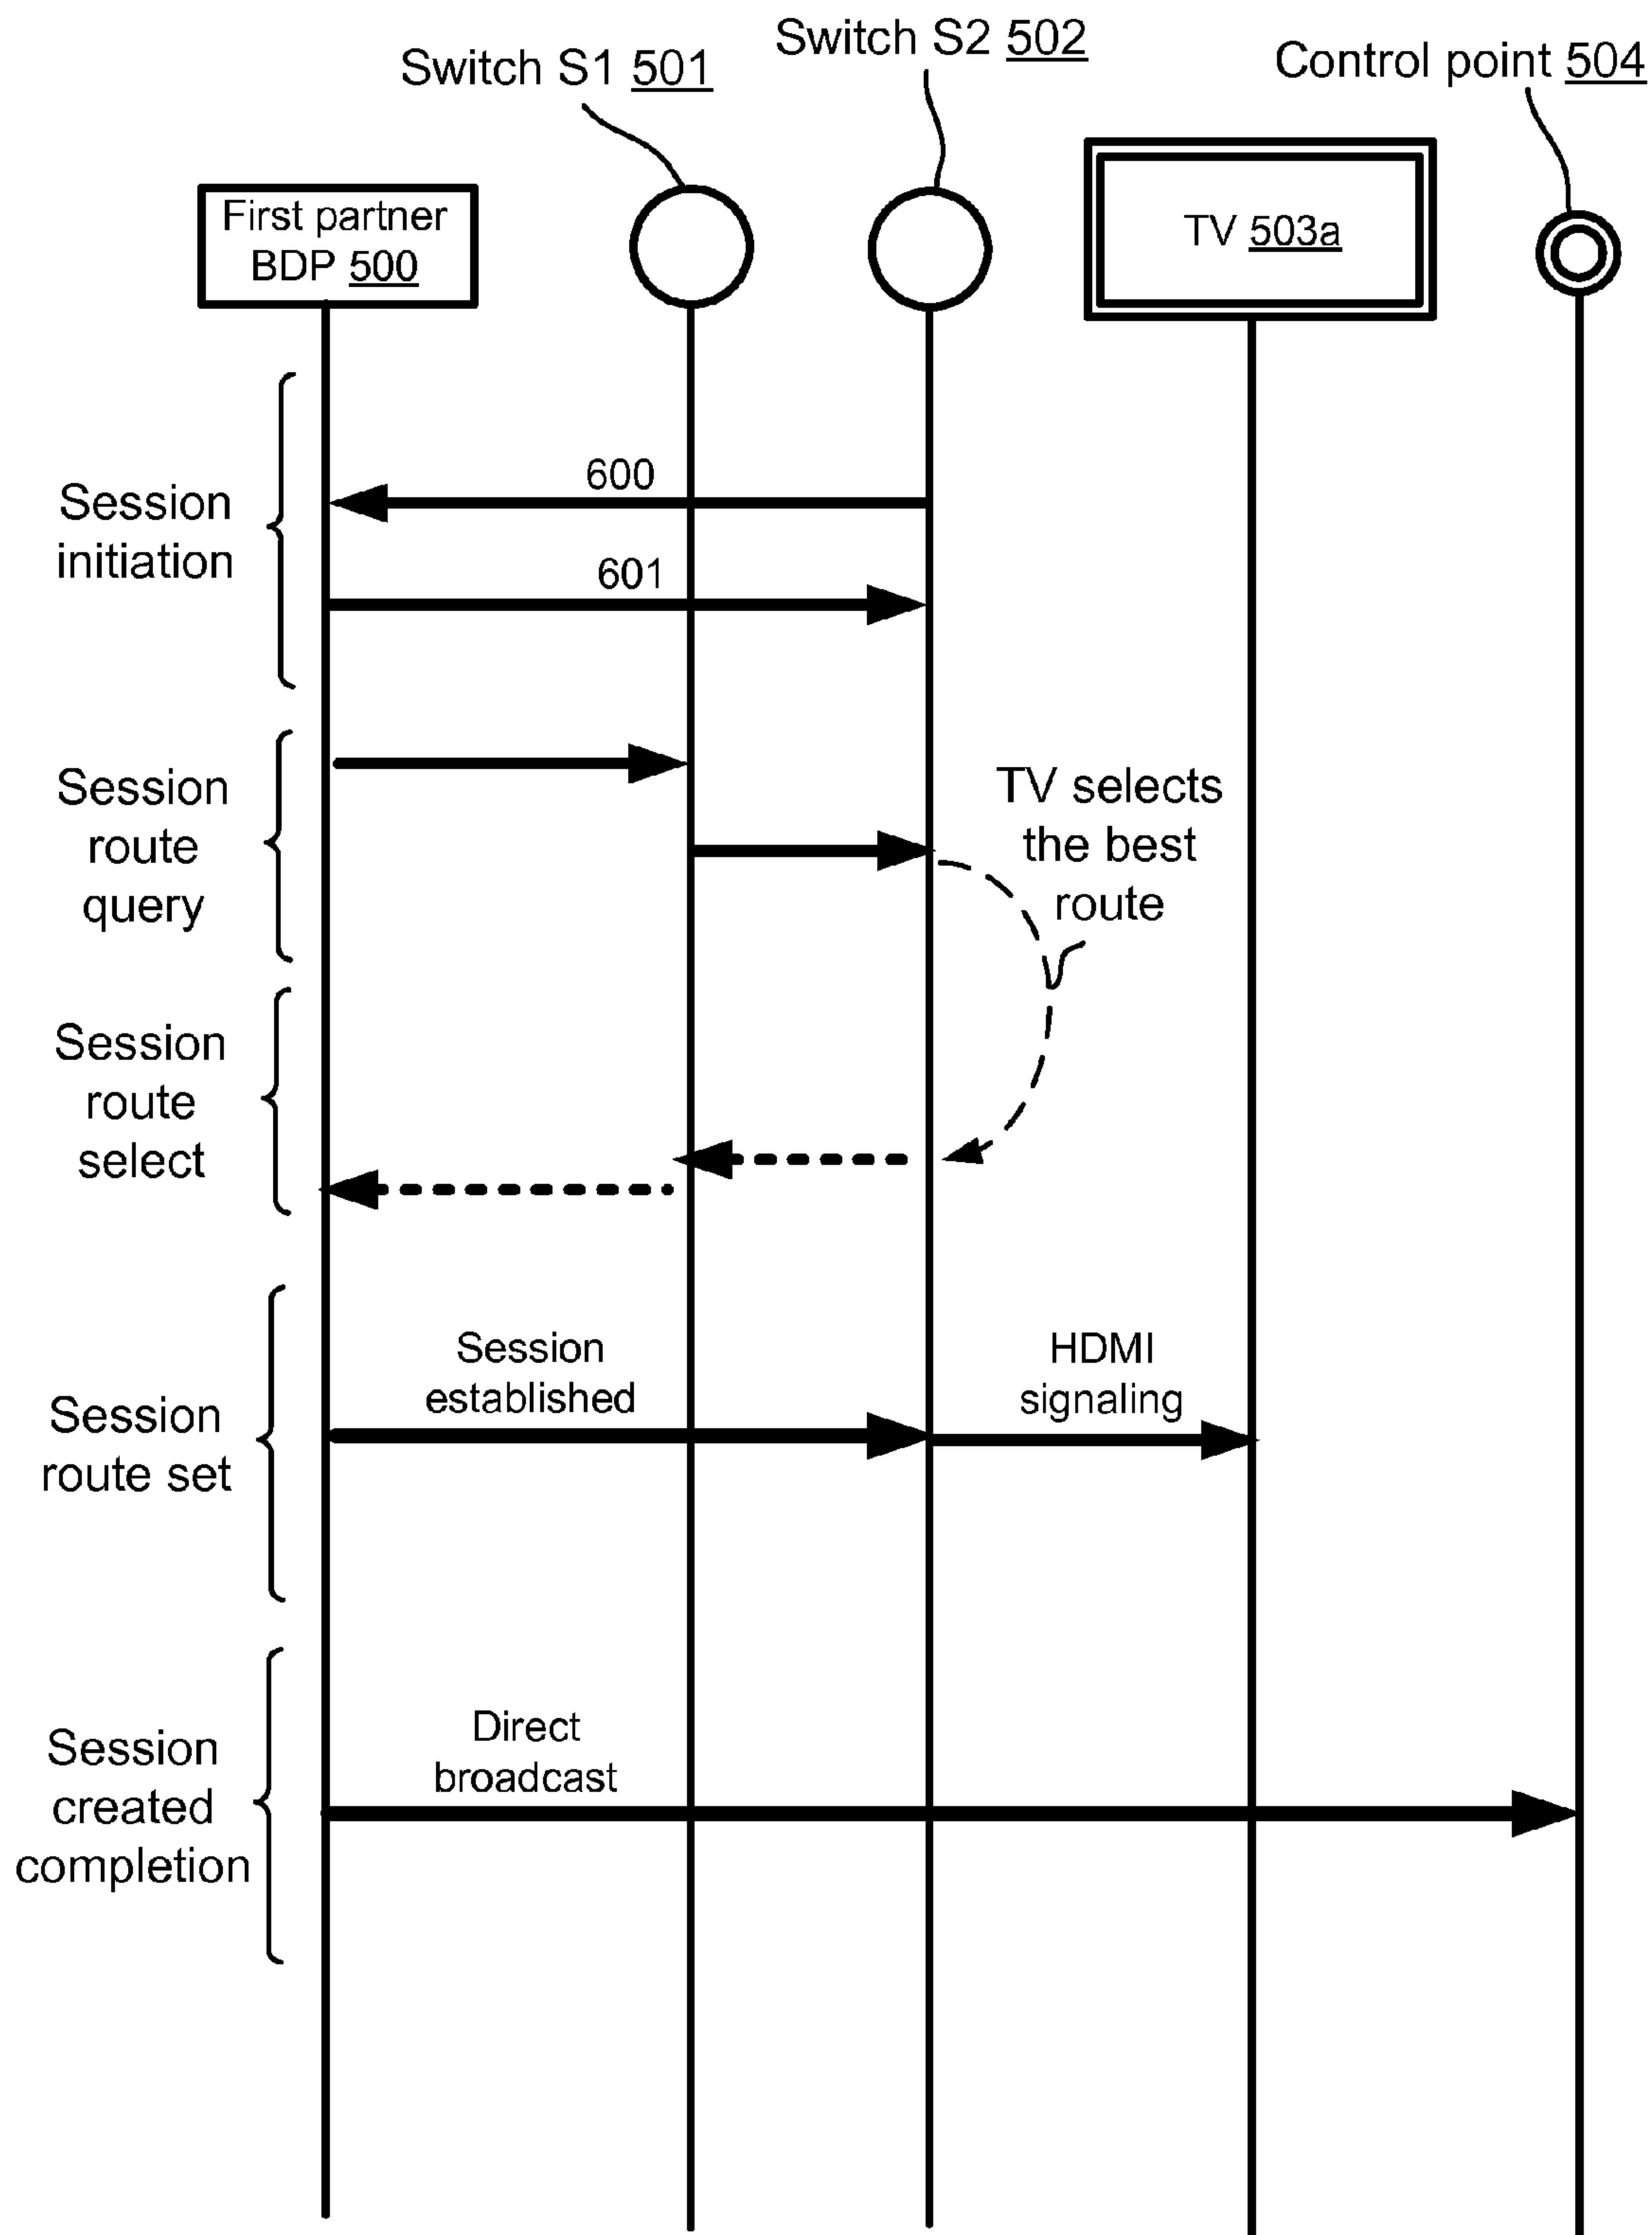 Switch S1 501
Switch S2 502
Control point 504
First partner
BDP 500
TV 503a
600
Session
initiation
601
Session
route
query
TV selects
the best
route
Session
route
select
Session
established
HDMI
signaling
Session
route set
Direct
broadcast
Session
created
completion